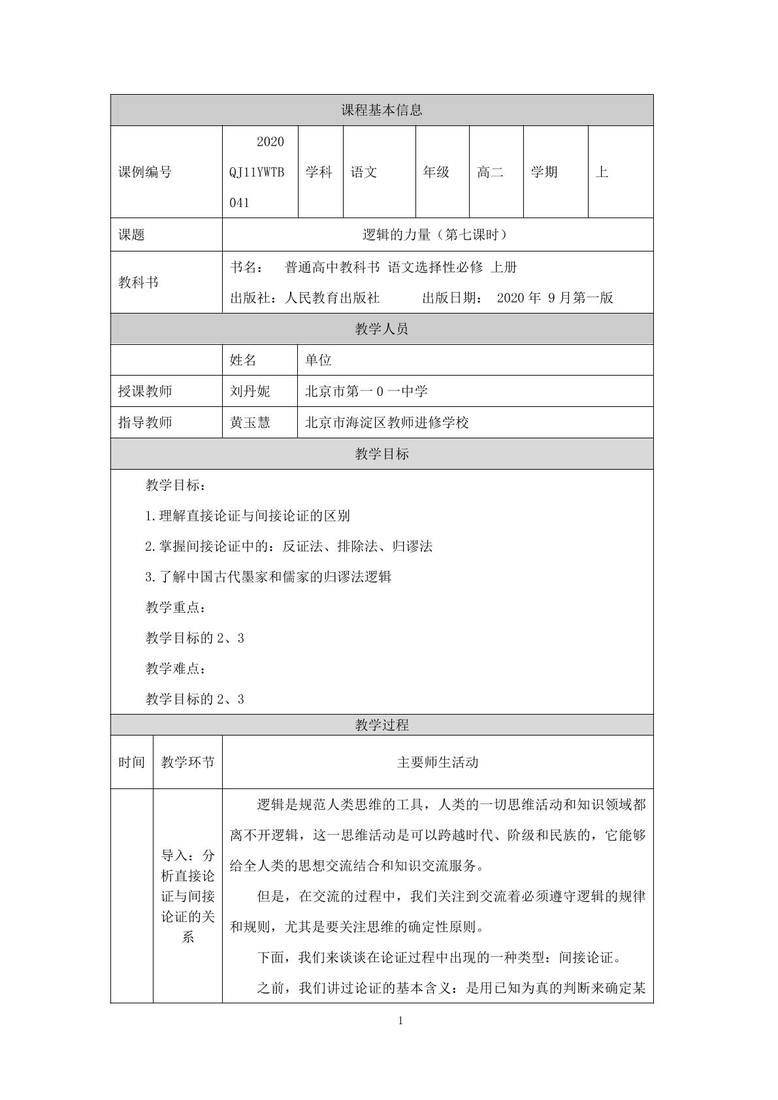 课程基本信息
课例编号 2020 QJ11YWTB 041 学科 语文 年级 高二 学期 上
课题 逻辑的力量（第七课时）
教科书 书名： 普通高中教科书 语文选择性必修 上册
出版社：人民教育出版社 出版日期： 2020 年 9 月第一版
教学人员
姓名 单位
授课教师 刘丹妮 北京市第一0一中学
指导教师 黄玉慧 北京市海淀区教师进修学校
教学目标
教学目标：
1.理解直接论证与间接论证的区别
2.掌握间接论证中的：反证法、排除法、归谬法
3.了解中国古代墨家和儒家的归谬法逻辑
教学重点：
教学目标的 2、3
教学难点：
教学目标的 2、3
教学过程
时间 教学环节 主要师生活动
导入：分
析直接论
证与间接
论证的关
系
逻辑是规范人类思维的工具，人类的一切思维活动和知识领域都
离不开逻辑，这一思维活动是可以跨越时代、阶级和民族的，它能够
给全人类的思想交流结合和知识交流服务。
但是，在交流的过程中，我们关注到交流着必须遵守逻辑的规律
和规则，尤其是要关注思维的确定性原则。
下面，我们来谈谈在论证过程中出现的一种类型：间接论证。
之前，我们讲过论证的基本含义：是用已知为真的判断来确定某
1